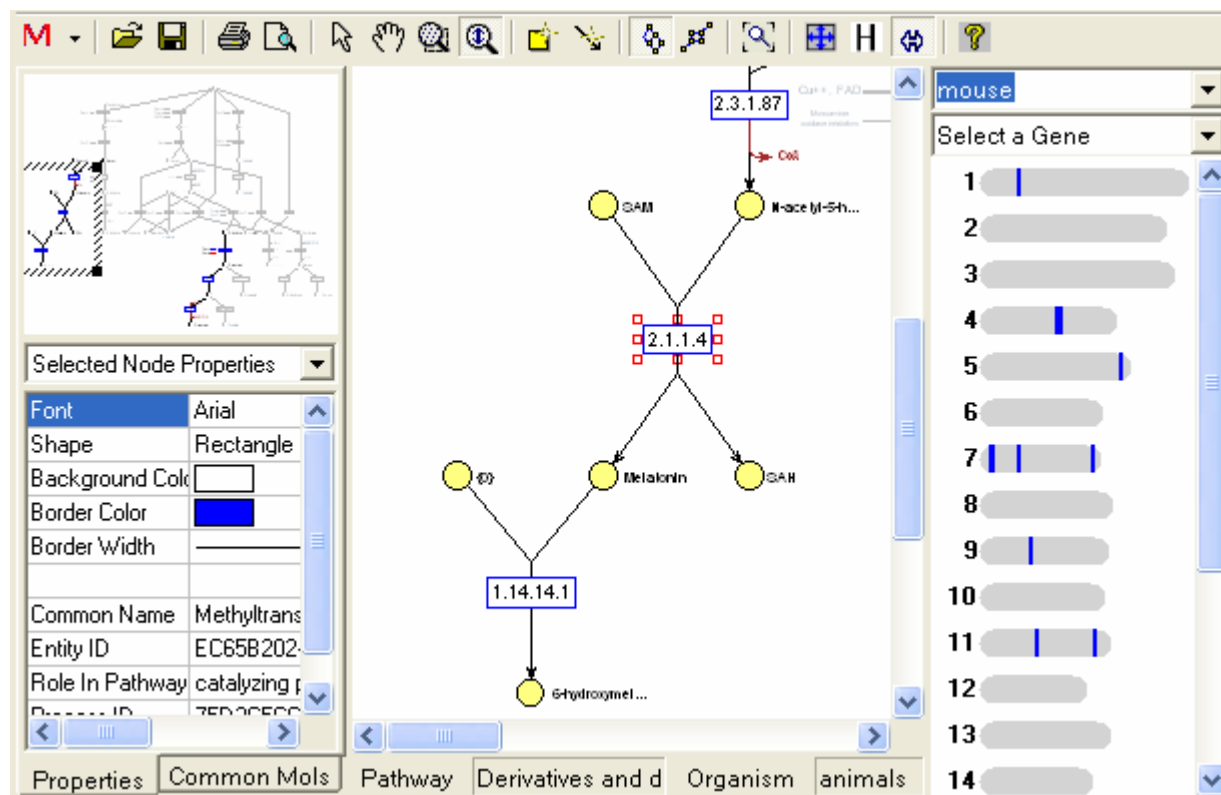 M
H
?
Selected Node Properties
Font Arial
Shape Rectangle
Background Colo
Border Color
Border Width
Common Name Methyltrans
Entity ID EC65B202-
Role In Pathway catalyzing p
Properties
Common Mols
2.3.1.87
Cu++, FAD
CoA
SAM
N-acetyl-5-h...
2.1.1.4
Melatonin
SAH
1.14.14.1
6-hydroxymel...
Pathway
Derivatives and d
Organism
animals
mouse
Select a Gene
1
2
3
4
5
6
7
8
9
10
11
12
13
14